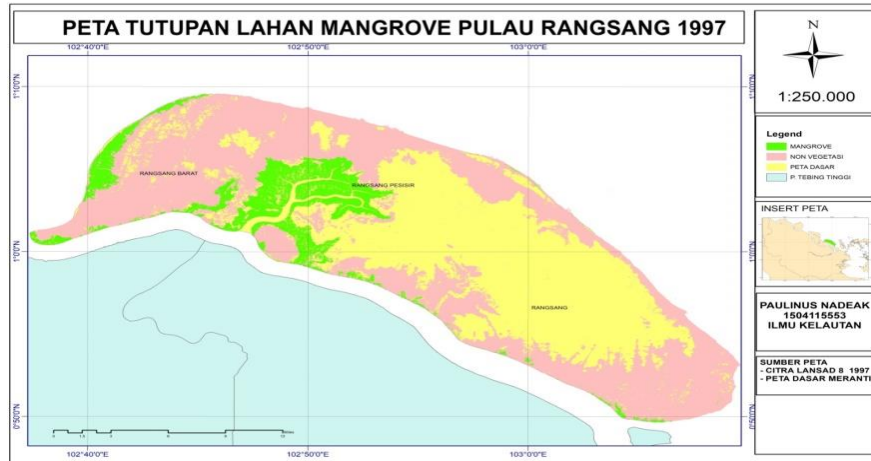 PETA TUTUPAN LAHAN MANGROVE PULAU RANGSANG 1997
102°40'0"E 102°50'0"E 103°0'0"E
1°10'0"N 1°10'0"N
1°0'0"N 1°0'0"N
0°50'0"N 0°50'0"N
RANGSANG BARAT
RANGSANG PESISIR
RANGSANG
102°40'0"E 102°50'0"E 103°0'0"E
N
1:250.000
Legend
MANGROVE
NON VEGETASI
PETA DASAR
P. TEBING TINGGI
INSERT PETA
PAULINUS NADEAK
1504115553
ILMU KELAUTAN
SUMBER PETA
- CITRA LANSAD 8 1997
- PETA DASAR MERANTI